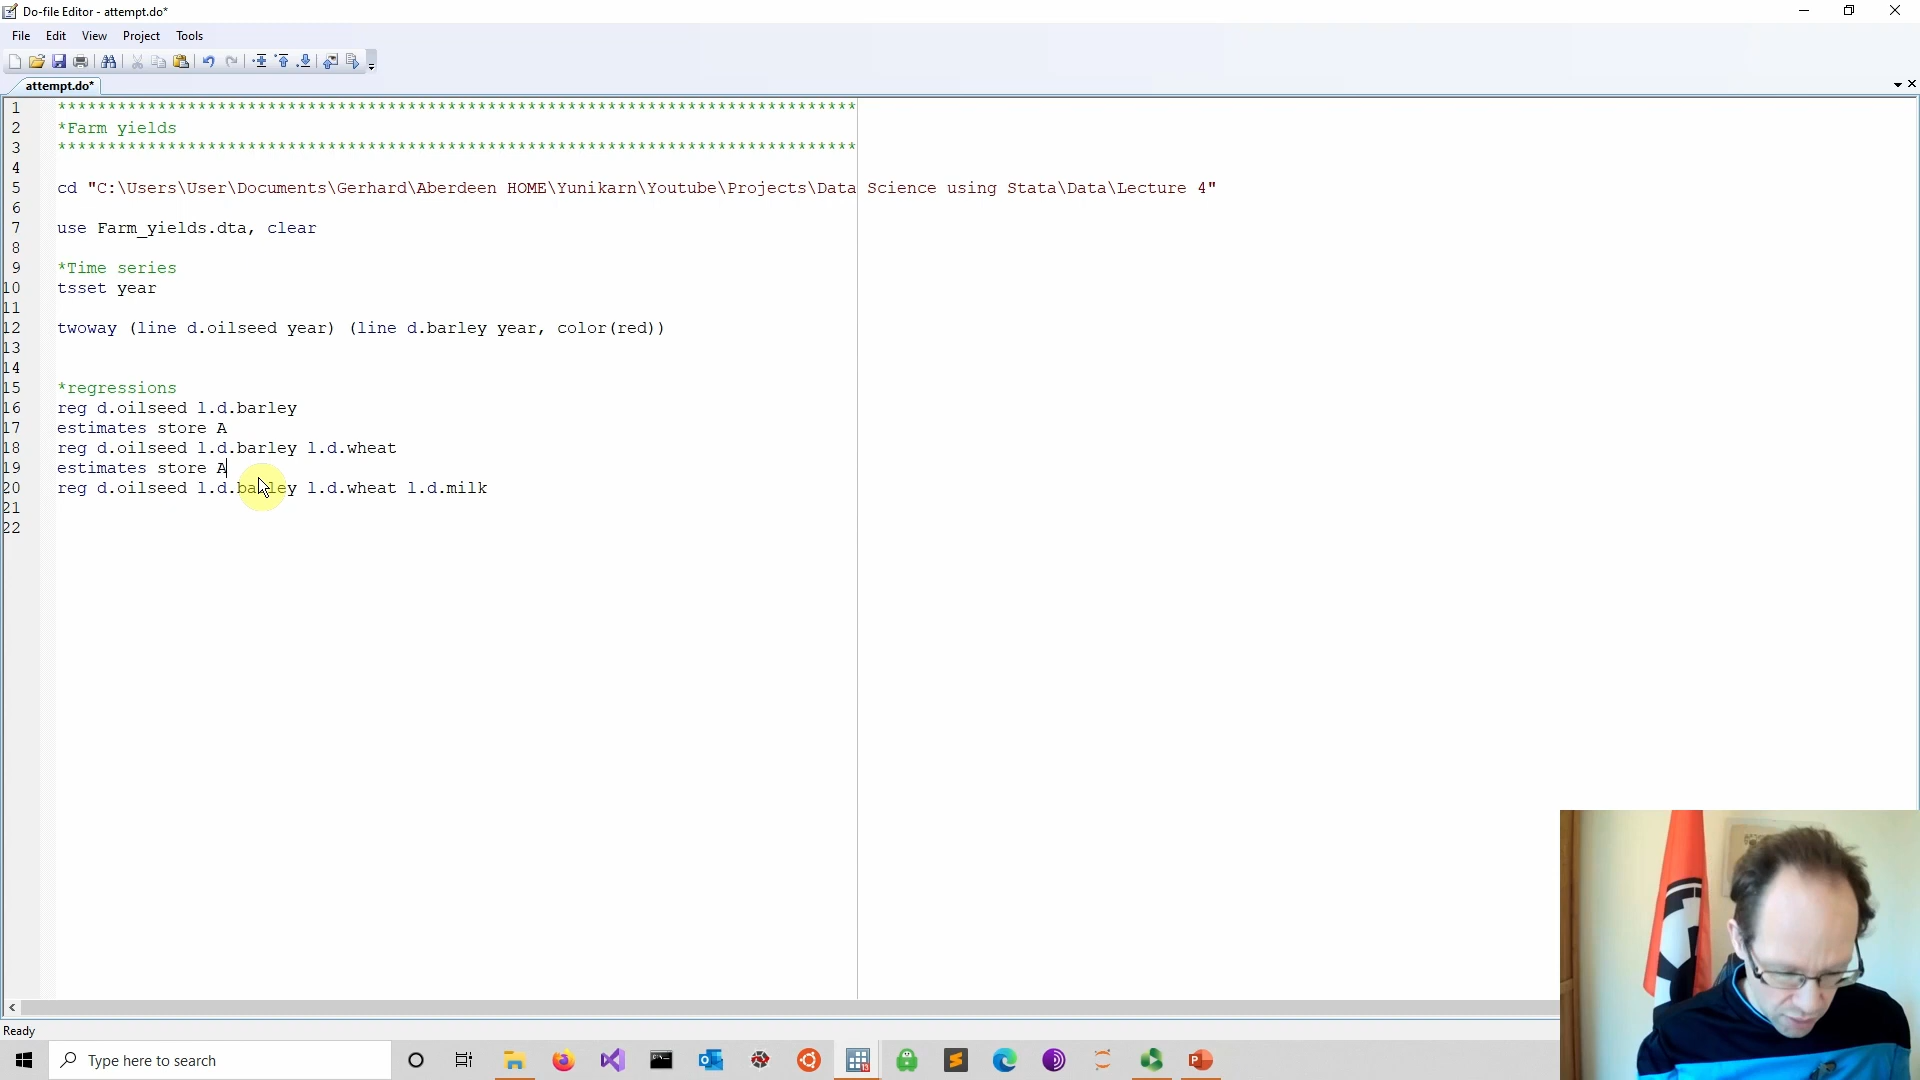 Do-file Editor - attempt.do*
File Edit View Project Tools
attempt.do*
1 ********************************************************************************
2 *Farm yields
3 ********************************************************************************
4
5 cd "C:\Users\User\Documents\Gerhard\Aberdeen HOME\Yunikarn\Youtube\Projects\Data Science using Stata\Data\Lecture 4"
6
7 use Farm_yields.dta, clear
8
9 *Time series
10 tsset year
11
12 twoway (line d.oilseed year) (line d.barley year, color(red))
13
14
15 *regressions
16 reg d.oilseed l.d.barley
17 estimates store A
18 reg d.oilseed l.d.barley l.d.wheat
19 estimates store A
20 reg d.oilseed l.d.barley l.d.wheat l.d.milk
21
22
Ready
Type here to search